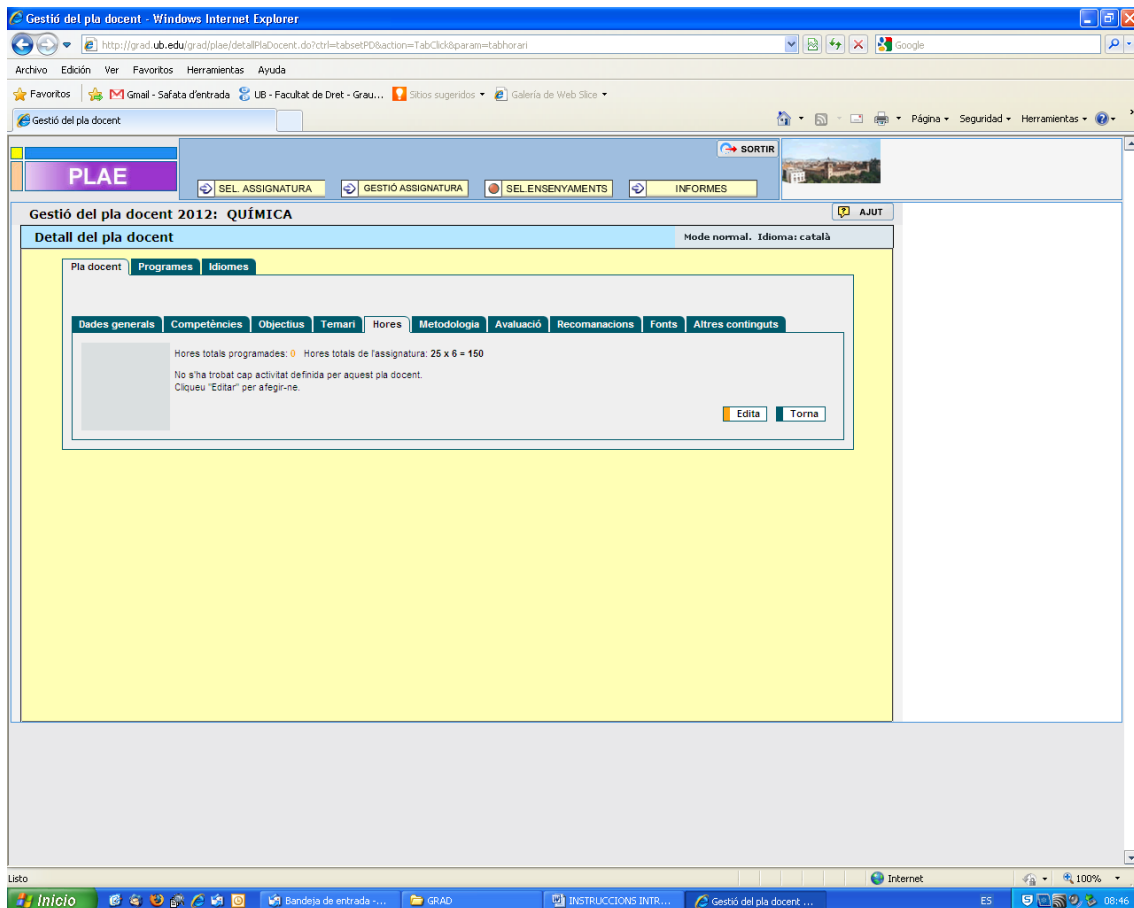 Gestió del pla docent - Windows Internet Explorer
http://grad.ub.edu/grad/plae/detallPlaDocent.do?ctrl=tabsetPD&action=TabClick&param=tabhorari
Google
Archivo Edición Ver Favoritos Herramientas Ayuda
Favoritos Gmail - Safata d'entrada UB - Facultat de Dret - Grau... Sitios sugeridos Galería de Web Slice
Gestió del pla docent Página Seguridad Herramientas
SORTIR
PLAE
SEL. ASSIGNATURA GESTIÓ ASSIGNATURA SEL.ENSENYAMENTS INFORMES
Gestió del pla docent 2012: QUÍMICA AJUT
Detall del pla docent Mode normal. Idioma: català
Pla docent Programes Idiomes
Dades generals Competències Objectius Temari Hores Metodologia Avaluació Recomanacions Fonts Altres continguts
Hores totals programades: 0 Hores totals de l'assignatura: 25 x 6 = 150
No s'ha trobat cap activitat definida per aquest pla docent.
Cliqueu "Editar" per afegir-ne.
Edita Torna
Listo Internet 100%
Inicio Bandeja de entrada -... GRAD INSTRUCCIONS INTR... Gestió del pla docent ... ES 08:46